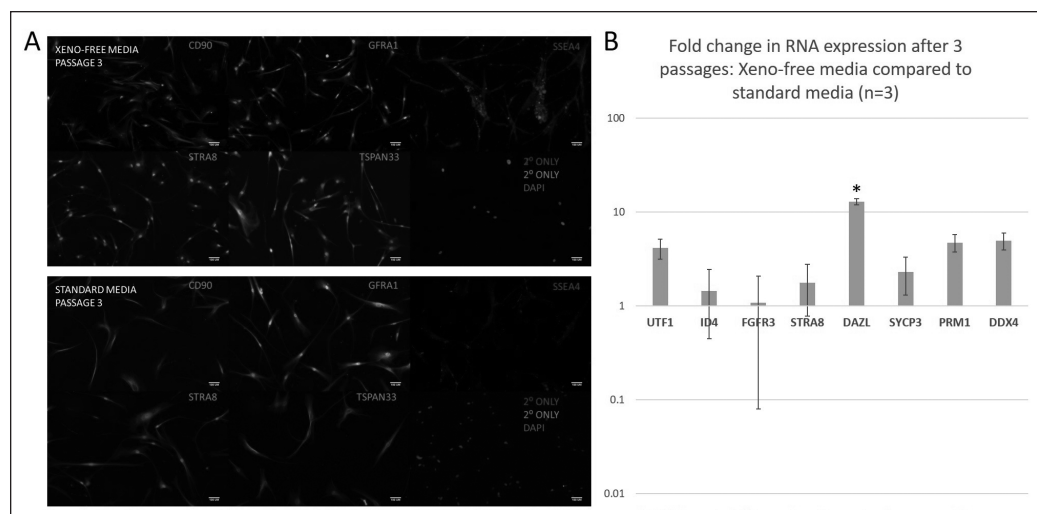 A
XENO-FREE MEDIA
PASSAGE 3
CD90
GFRA1
SSEA4
STRA8
TSPAN33
2° ONLY
2° ONLY
DAPI
STANDARD MEDIA
PASSAGE 3
CD90
GFRA1
SSEA4
STRA8
TSPAN33
2° ONLY
2° ONLY
DAPI
B
Fold change in RNA expression after 3
passages: Xeno-free media compared to
standard media (n=3)
100
10
1
0.1
0.01
*
UTF1 ID4 FGFR3 STRA8 DAZL SYCP3 PRM1 DDX4